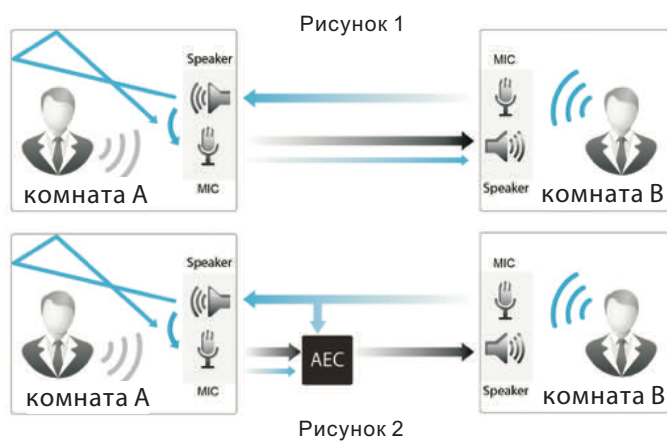 Рисунок 1
Speaker
MIC
MIC
Speaker
комната A
комната B
Speaker
MIC
AEC
MIC
Speaker
комната A
комната B
Рисунок 2